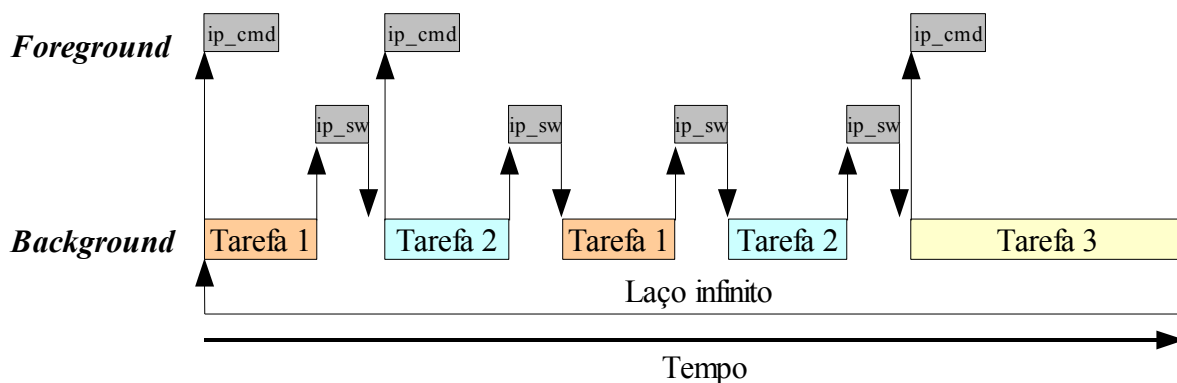 Foreground ip_cmd ip_cmd ip_cmd
ip_sw ip_sw ip_sw ip_sw
Background Tarefa 1 Tarefa 2 Tarefa 1 Tarefa 2 Tarefa 3
Laço infinito
Tempo